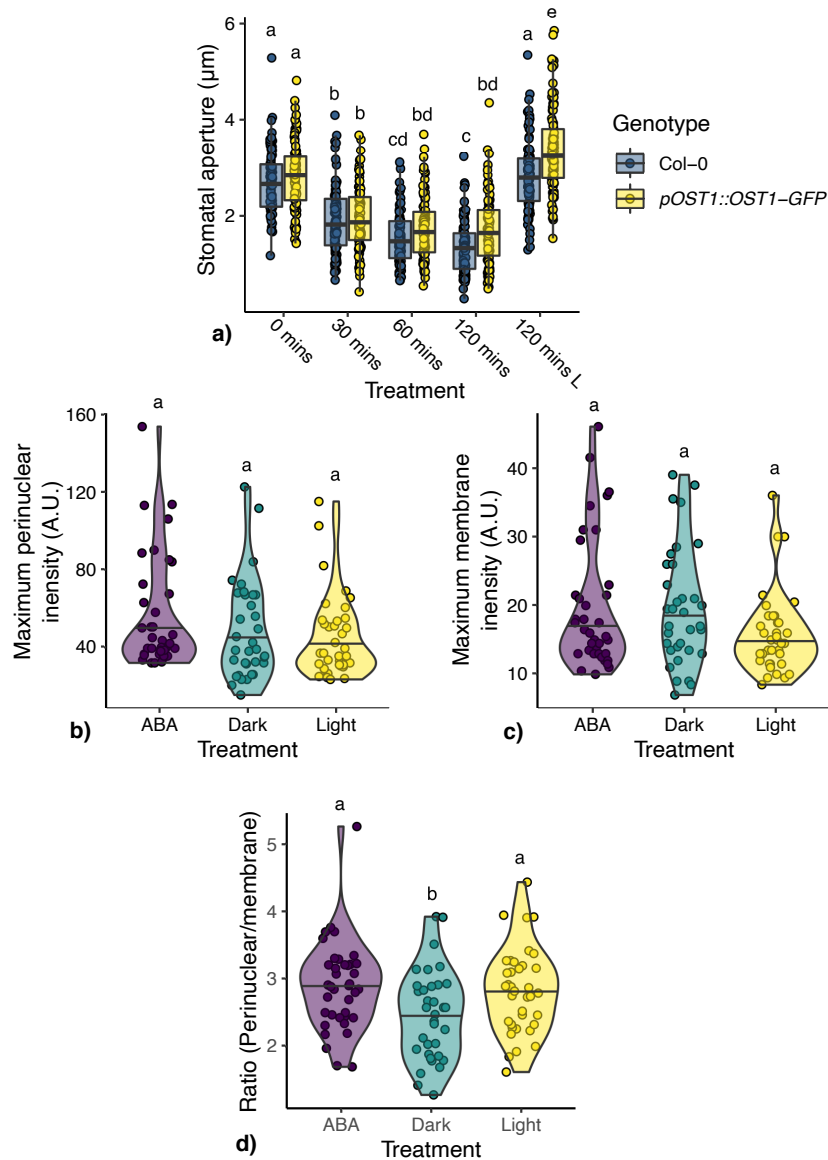 6
4
2
Stomatal aperture (μm)
a
a
b
b
cd
bd
c
bd
a
e
0 mins
30 mins
60 mins
120 mins
120 mins L
Treatment
Genotype
Col−0
pOST1::OST1−GFP
a)
160
120
80
40
Maximum perinuclear
inensity (A.U.)
a
a
a
ABA
Dark
Light
Treatment
b)
40
30
20
10
Maximum membrane
inensity (A.U.)
a
a
a
ABA
Dark
Light
Treatment
c)
5
4
3
2
Ratio (Perinuclear/membrane)
a
b
a
ABA
Dark
Light
Treatment
d)